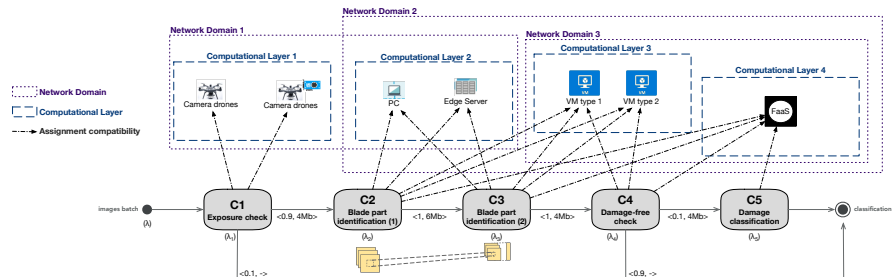 Network Domain 2
Network Domain 1
Network Domain 3
Computational Layer 1
Computational Layer 2
Computational Layer 3
Computational Layer 4
Camera drones
Camera drones
PC
Edge Server
VM
VM type 1
VM
VM type 2
FaaS
Network Domain
Computational Layer
Assignment compatibility
images batch
(λ)
C1
Exposure check
(λ₁)
<0.9, 4Mb>
C2
Blade part
identification (1)
(λ₂)
<1, 6Mb>
C3
Blade part
identification (2)
(λ₃)
<1, 4Mb>
C4
Damage-free
check
(λ₄)
<0.1, 4Mb>
C5
Damage
classification
(λ₅)
classification
<0.1, ->
<0.9, ->